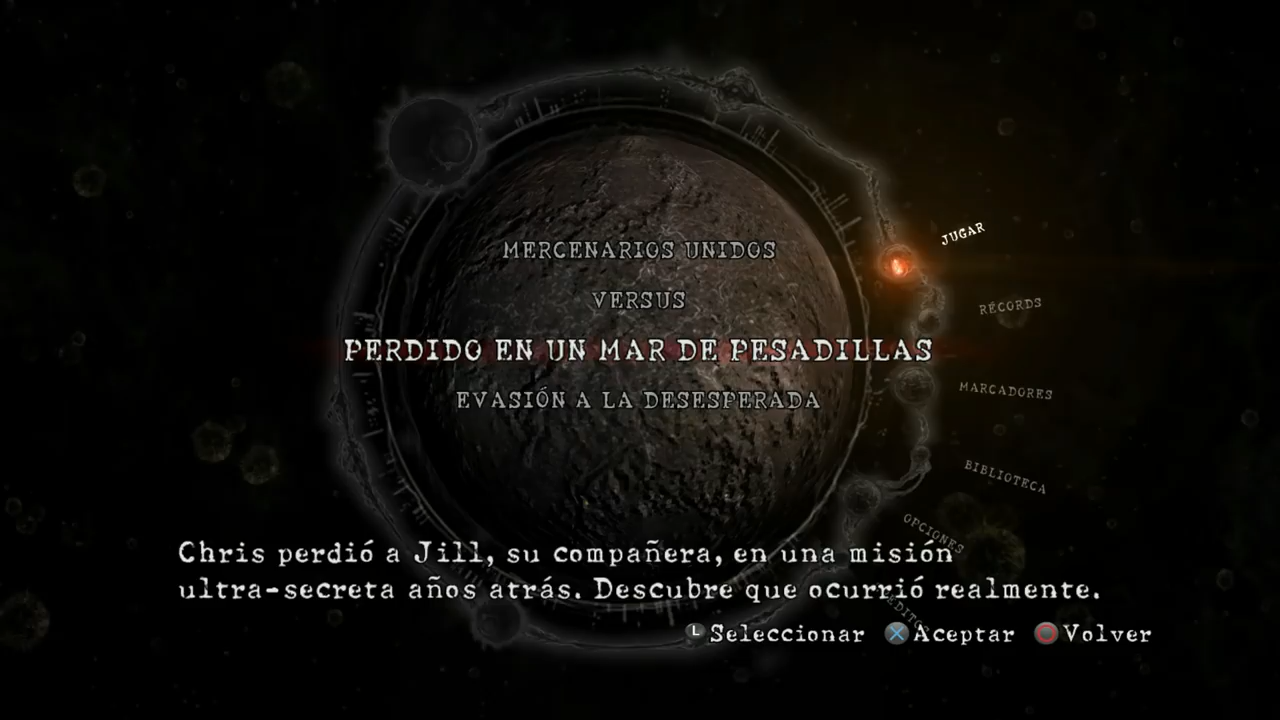 JUGAR
MERCENARIOS UNIDOS
RÉCORDS
VERSUS
PERDIDO EN UN MAR DE PESADILLAS
MARCADORES
EVASIÓN A LA DESESPERADA
BIBLIOTECA
OPCIONES
Chris perdió a Jill, su compañera, en una misión
ultra-secreta años atrás. Descubre que ocurrió realmente.
L Seleccionar Aceptar Volver